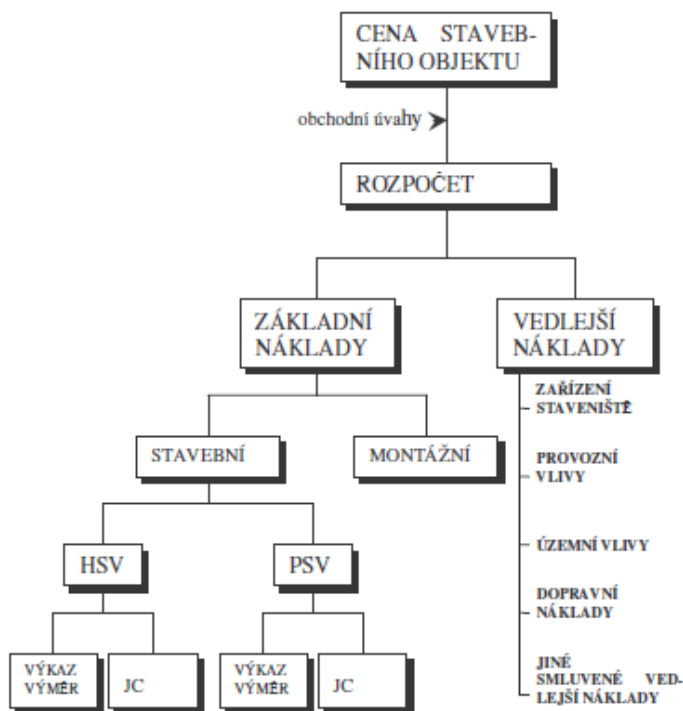 CENA STAVEB-
NÍHO OBJEKTU
obchodní úvahy
ROZPOČET
ZÁKLADNÍ
NÁKLADY
VEDLEJŠÍ
NÁKLADY
ZAŘÍZENÍ
STAVENIŠTĚ
STAVEBNÍ
MONTÁŽNÍ
PROVOZNÍ
VLIVY
ÚZEMNÍ VLIVY
HSV
PSV
DOPRAVNÍ
NÁKLADY
VÝKAZ
VÝMĚR
JC
VÝKAZ
VÝMĚR
JC
JINÉ
SMLUVENÉ VED-
LEJŠÍ NÁKLADY